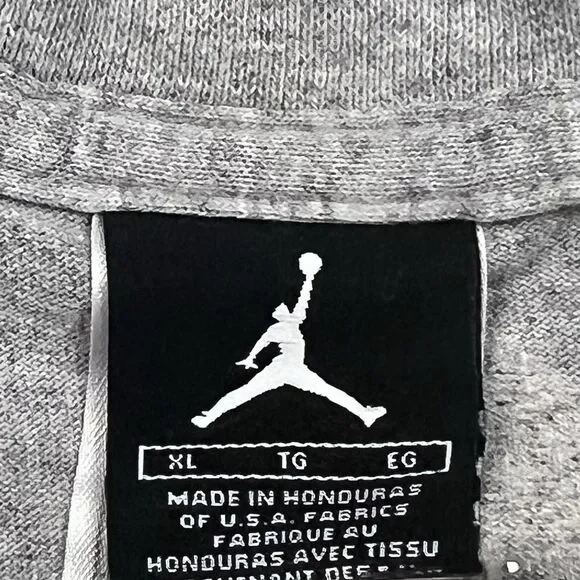 XL TG EG
MADE IN HONDURAS
OF U.S.A. FABRICS
FABRIQUE AU
HONDURAS AVEC TISSU